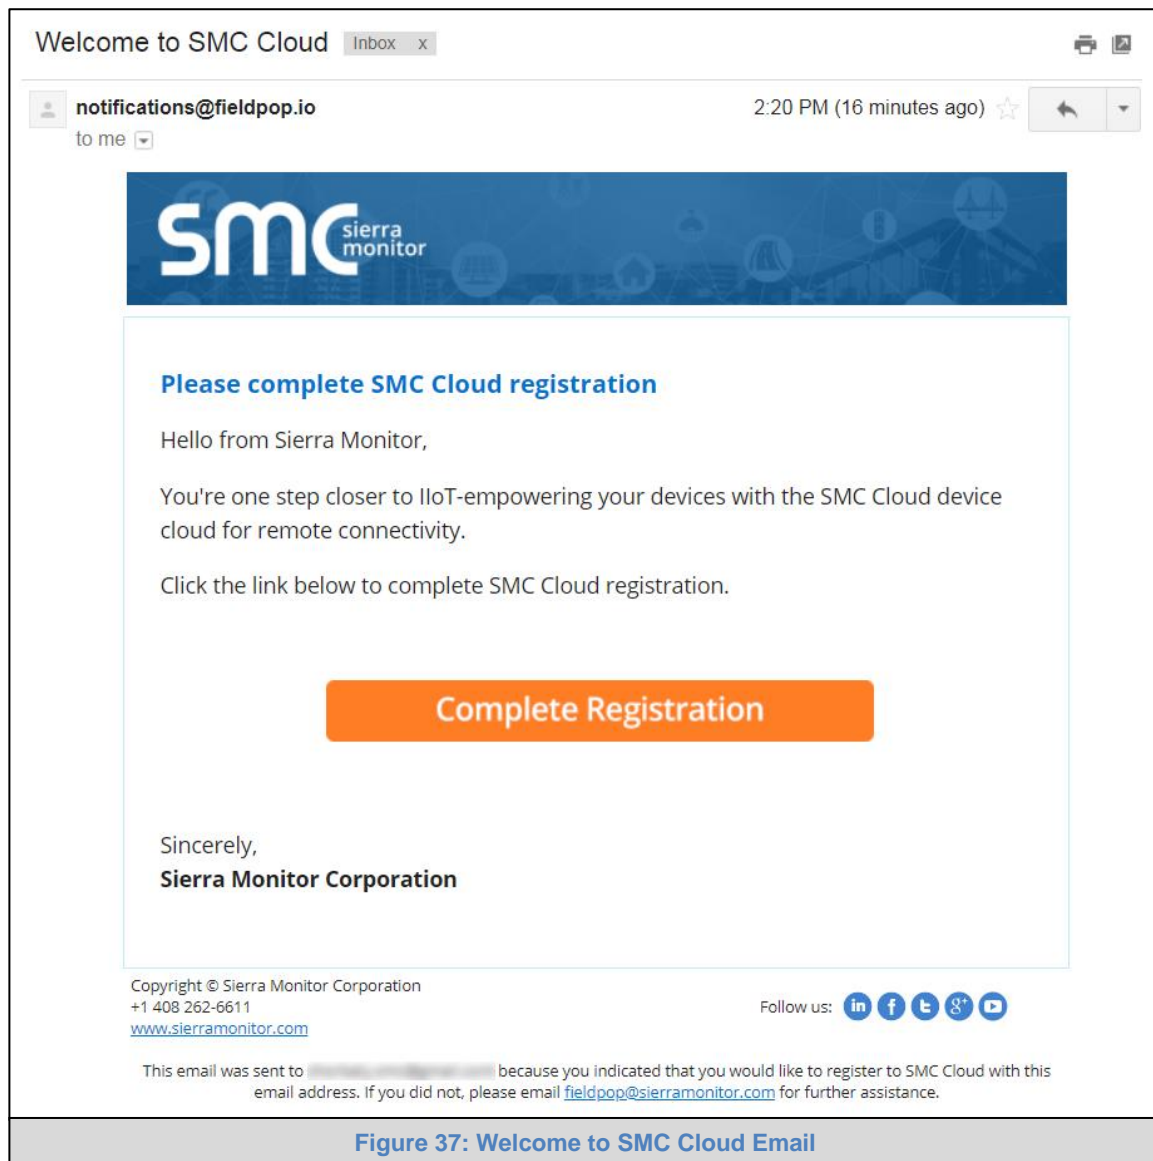 Welcome to SMC Cloud Inbox x
notifications@fieldpop.io 2:20 PM (16 minutes ago)
to me
smc sierra
monitor
Please complete SMC Cloud registration
Hello from Sierra Monitor,
You're one step closer to IIoT-empowering your devices with the SMC Cloud device
cloud for remote connectivity.
Click the link below to complete SMC Cloud registration.
Complete Registration
Sincerely,
Sierra Monitor Corporation
Copyright © Sierra Monitor Corporation
+1 408 262-6611
www.sierramonitor.com
Follow us: in f t g+
This email was sent to because you indicated that you would like to register to SMC Cloud with this
email address. If you did not, please email fieldpop@sierramonitor.com for further assistance.
Figure 37: Welcome to SMC Cloud Email